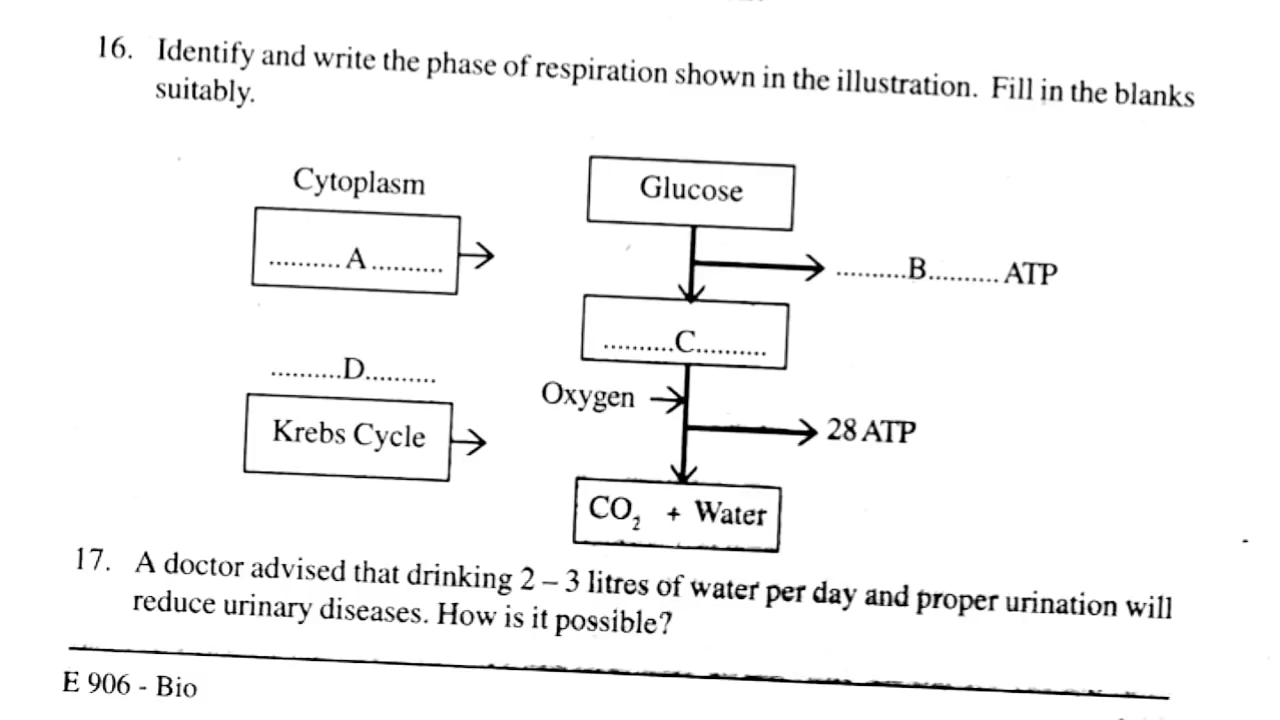 16. Identify and write the phase of respiration shown in the illustration. Fill in the blanks
suitably.
Cytoplasm
Glucose
...........A...........
...........B........... ATP
...........C...........
...........D...........
Oxygen
Krebs Cycle
28 ATP
CO₂ + Water
17. A doctor advised that drinking 2 – 3 litres of water per day and proper urination will
reduce urinary diseases. How is it possible?
E 906 - Bio